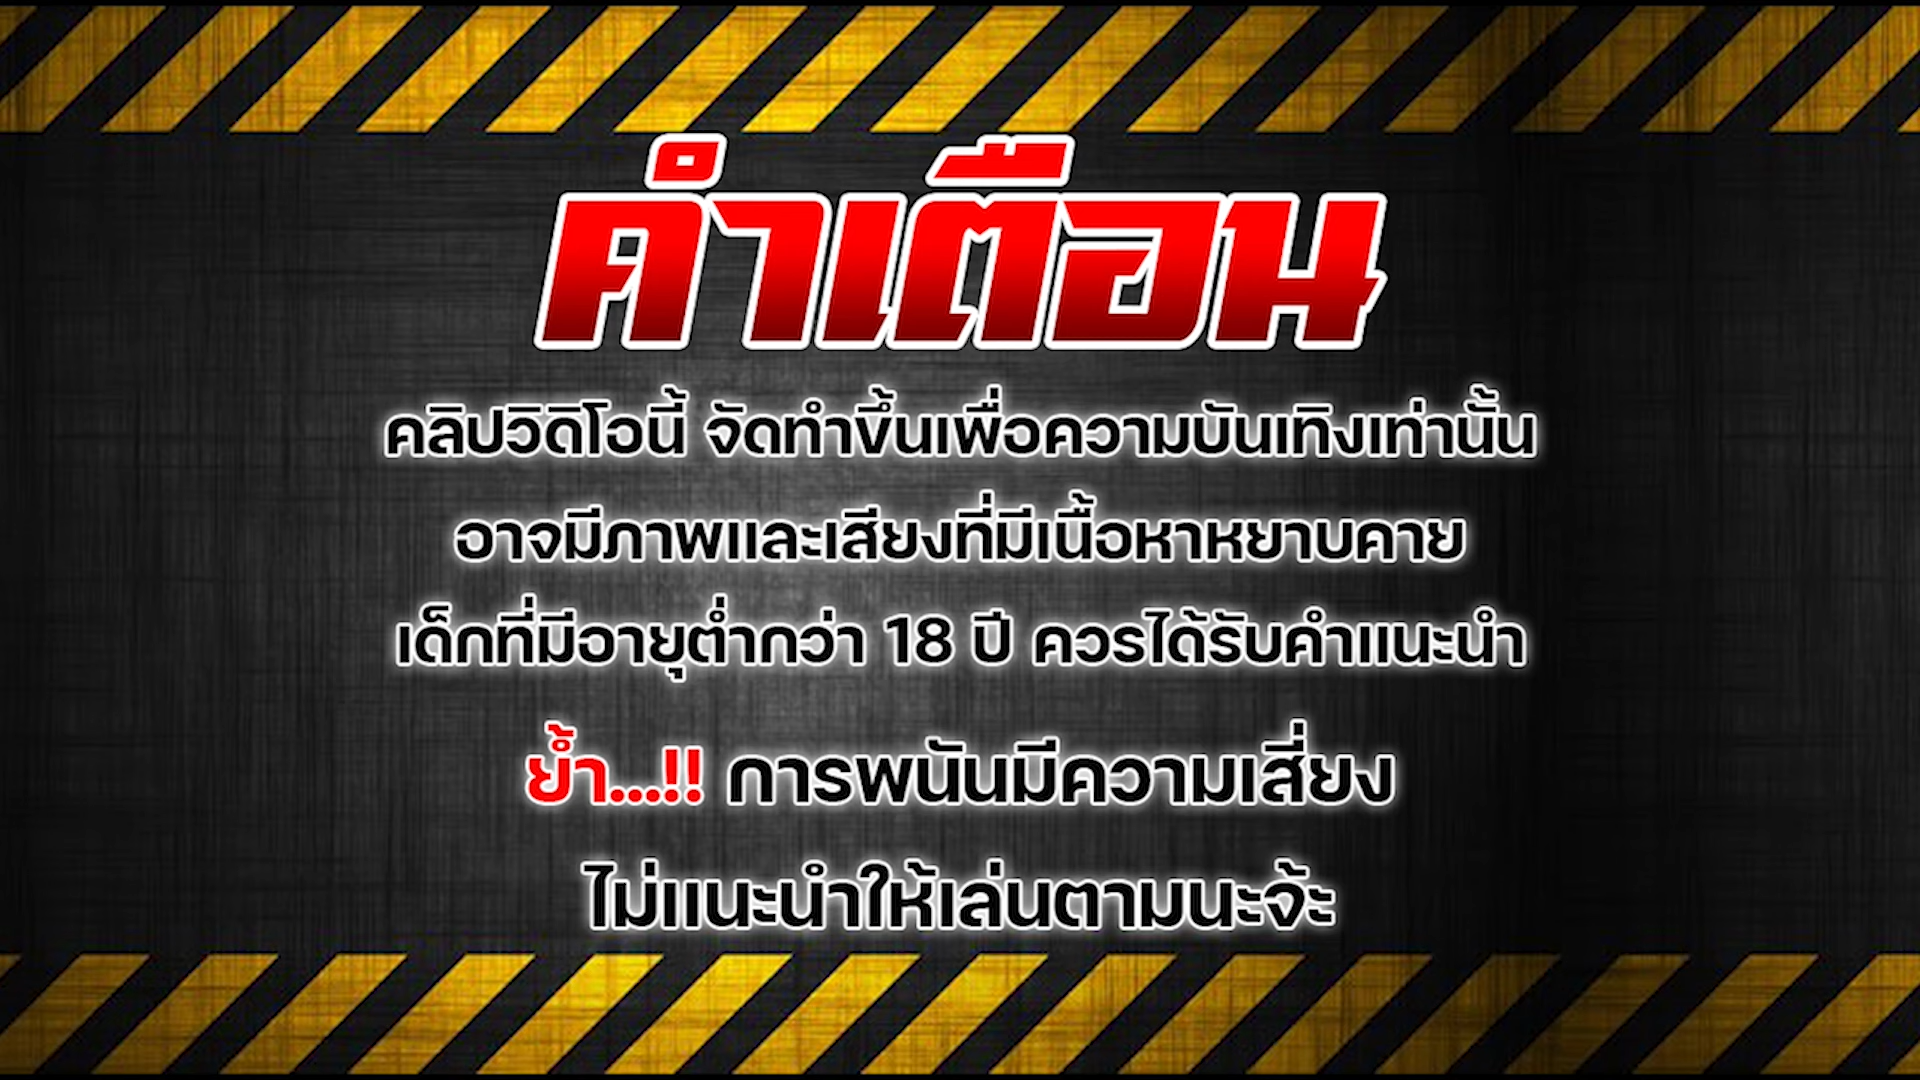 คำเตือน
คลิปวิดิโอนี้ จัดทำขึ้นเพื่อความบันเทิงเท่านั้น
อาจมีภาพและเสียงที่มีเนื้อหาหยาบคาย
เด็กที่มีอายุต่ำกว่า 18 ปี ควรได้รับคำแนะนำ
ย้ำ...!! การพนันมีความเสี่ยง
ไม่แนะนำให้เล่นตามนะจ้ะ